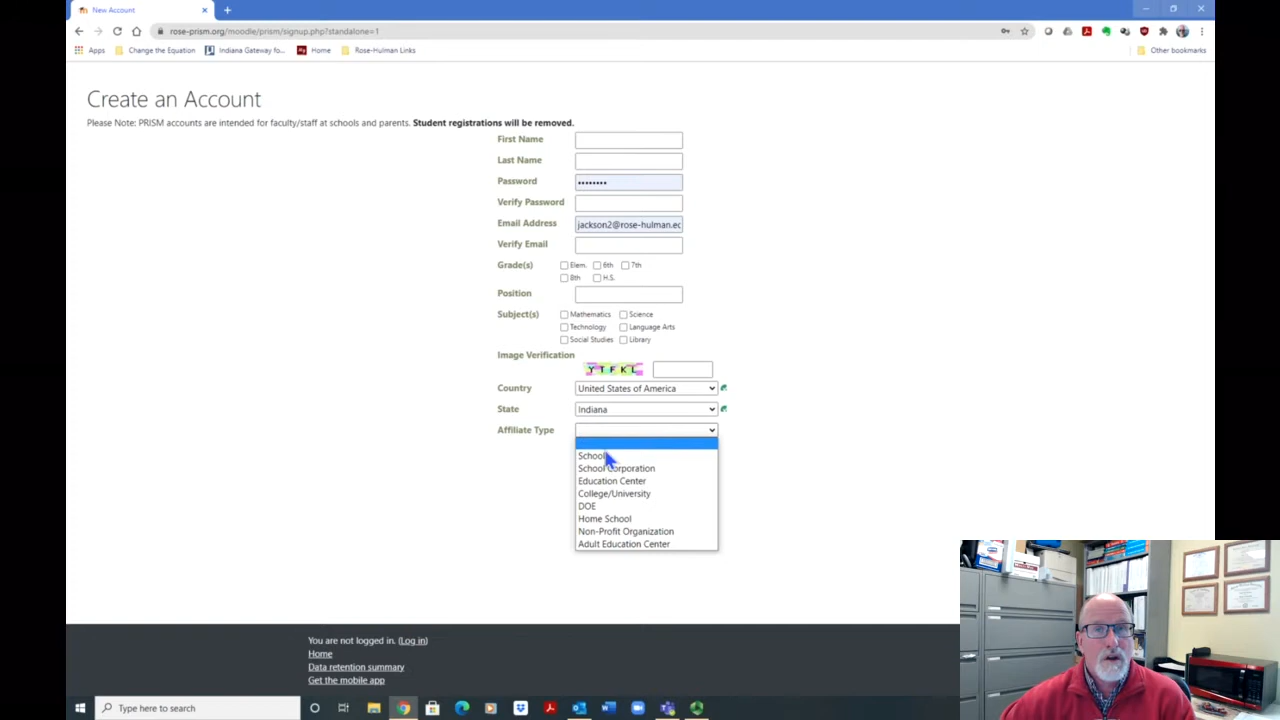 New Account
rose-prism.org/moodle/prism/signup.php?standalone=1
Apps Change the Equation Indiana Gateway fo... Home Rose-Hulman Links Other bookmarks
Create an Account
Please Note: PRISM accounts are intended for faculty/staff at schools and parents. Student registrations will be removed.
First Name
Last Name
Password ••••••••
Verify Password
Email Address jackson2@rose-hulman.ec
Verify Email
Grade(s) Elem. 6th 7th
8th H.S.
Position
Subject(s) Mathematics Science
Technology Language Arts
Social Studies Library
Image Verification
Y T F K L
Country United States of America
State Indiana
Affiliate Type
School
School Corporation
Education Center
College/University
DOE
Home School
Non-Profit Organization
Adult Education Center
You are not logged in. (Log in)
Home
Data retention summary
Get the mobile app
Type here to search